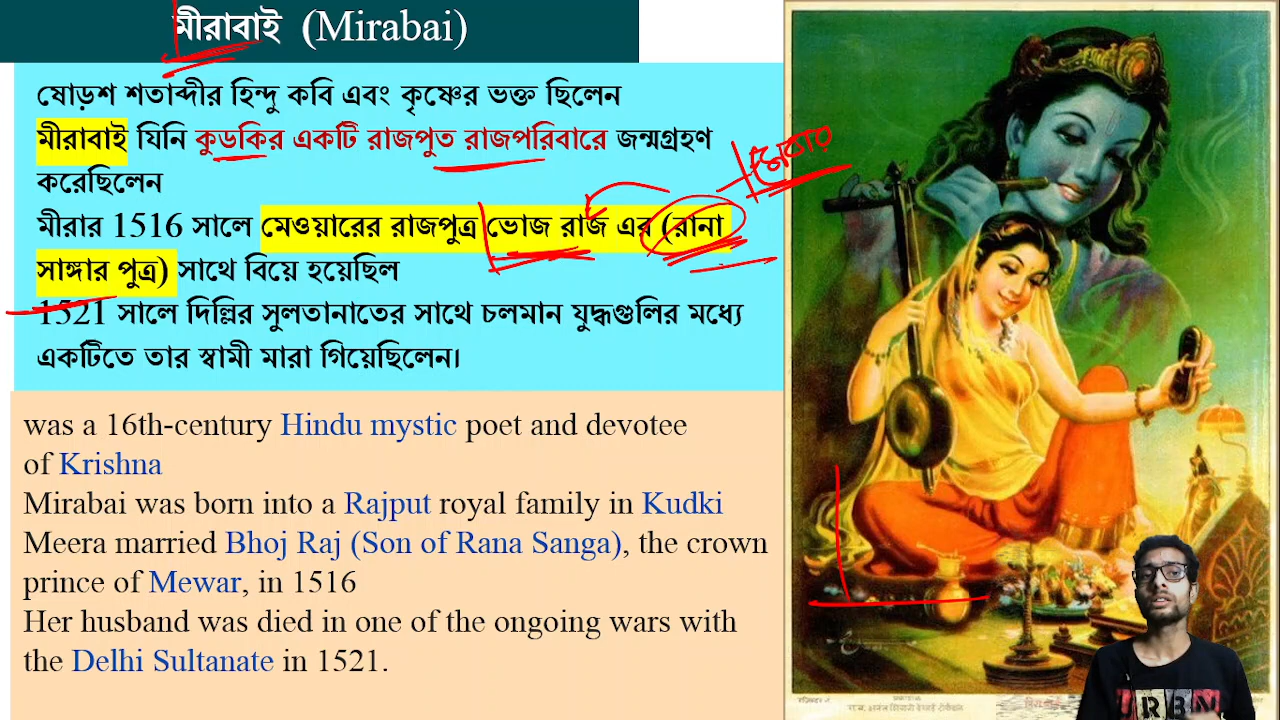 মীরাবাই (Mirabai)
ষোড়শ শতাব্দীর হিন্দু কবি এবং কৃষ্ণের ভক্ত ছিলেন
মীরাবাই যিনি কুডকির একটি রাজপুত রাজপরিবারে জন্মগ্রহণ
করেছিলেন
মীরার 1516 সালে মেওয়ারের রাজপুত্র ভোজ রাজ এর (রানা
সাঙ্গার পুত্র) সাথে বিয়ে হয়েছিল
1521 সালে দিল্লির সুলতানাতের সাথে চলমান যুদ্ধগুলির মধ্যে
একটিতে তার স্বামী মারা গিয়েছিলেন।
মেবার
was a 16th-century Hindu mystic poet and devotee
of Krishna
Mirabai was born into a Rajput royal family in Kudki
Meera married Bhoj Raj (Son of Rana Sanga), the crown
prince of Mewar, in 1516
Her husband was died in one of the ongoing wars with
the Delhi Sultanate in 1521.